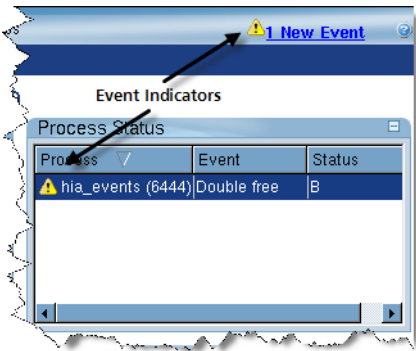 1 New Event
Event Indicators
Process Status
Process Event Status
hia_events (6444) Double free B